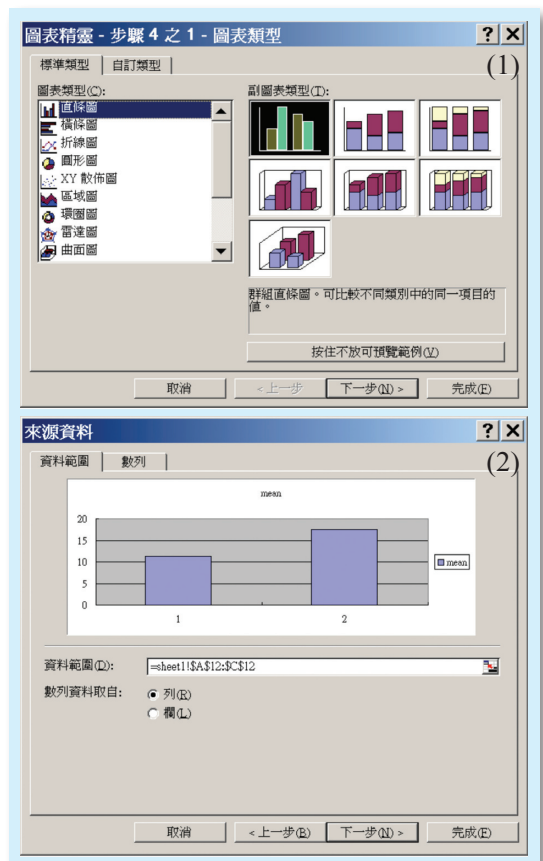 圖表精靈 - 步驟 4 之 1 - 圖表類型
(1)
標準類型
自訂類型
圖表類型(C):
直條圖
橫條圖
折線圖
圓形圖
XY 散佈圖
區域圖
環圈圖
雷達圖
曲面圖
副圖表類型(T):
群組直條圖。可比較不同類別中的同一項目的
值。
按住不放可預覽範例(V)
取消
<上一步
下一步(N) >
完成(F)
來源資料
(2)
資料範圍
數列
mean
20
15
10
5
0
1
2
mean
資料範圍(D):
=sheet1!$A$12:$C$12
數列資料取自:
列(R)
欄(L)
取消
<上一步(B)
下一步(N) >
完成(F)